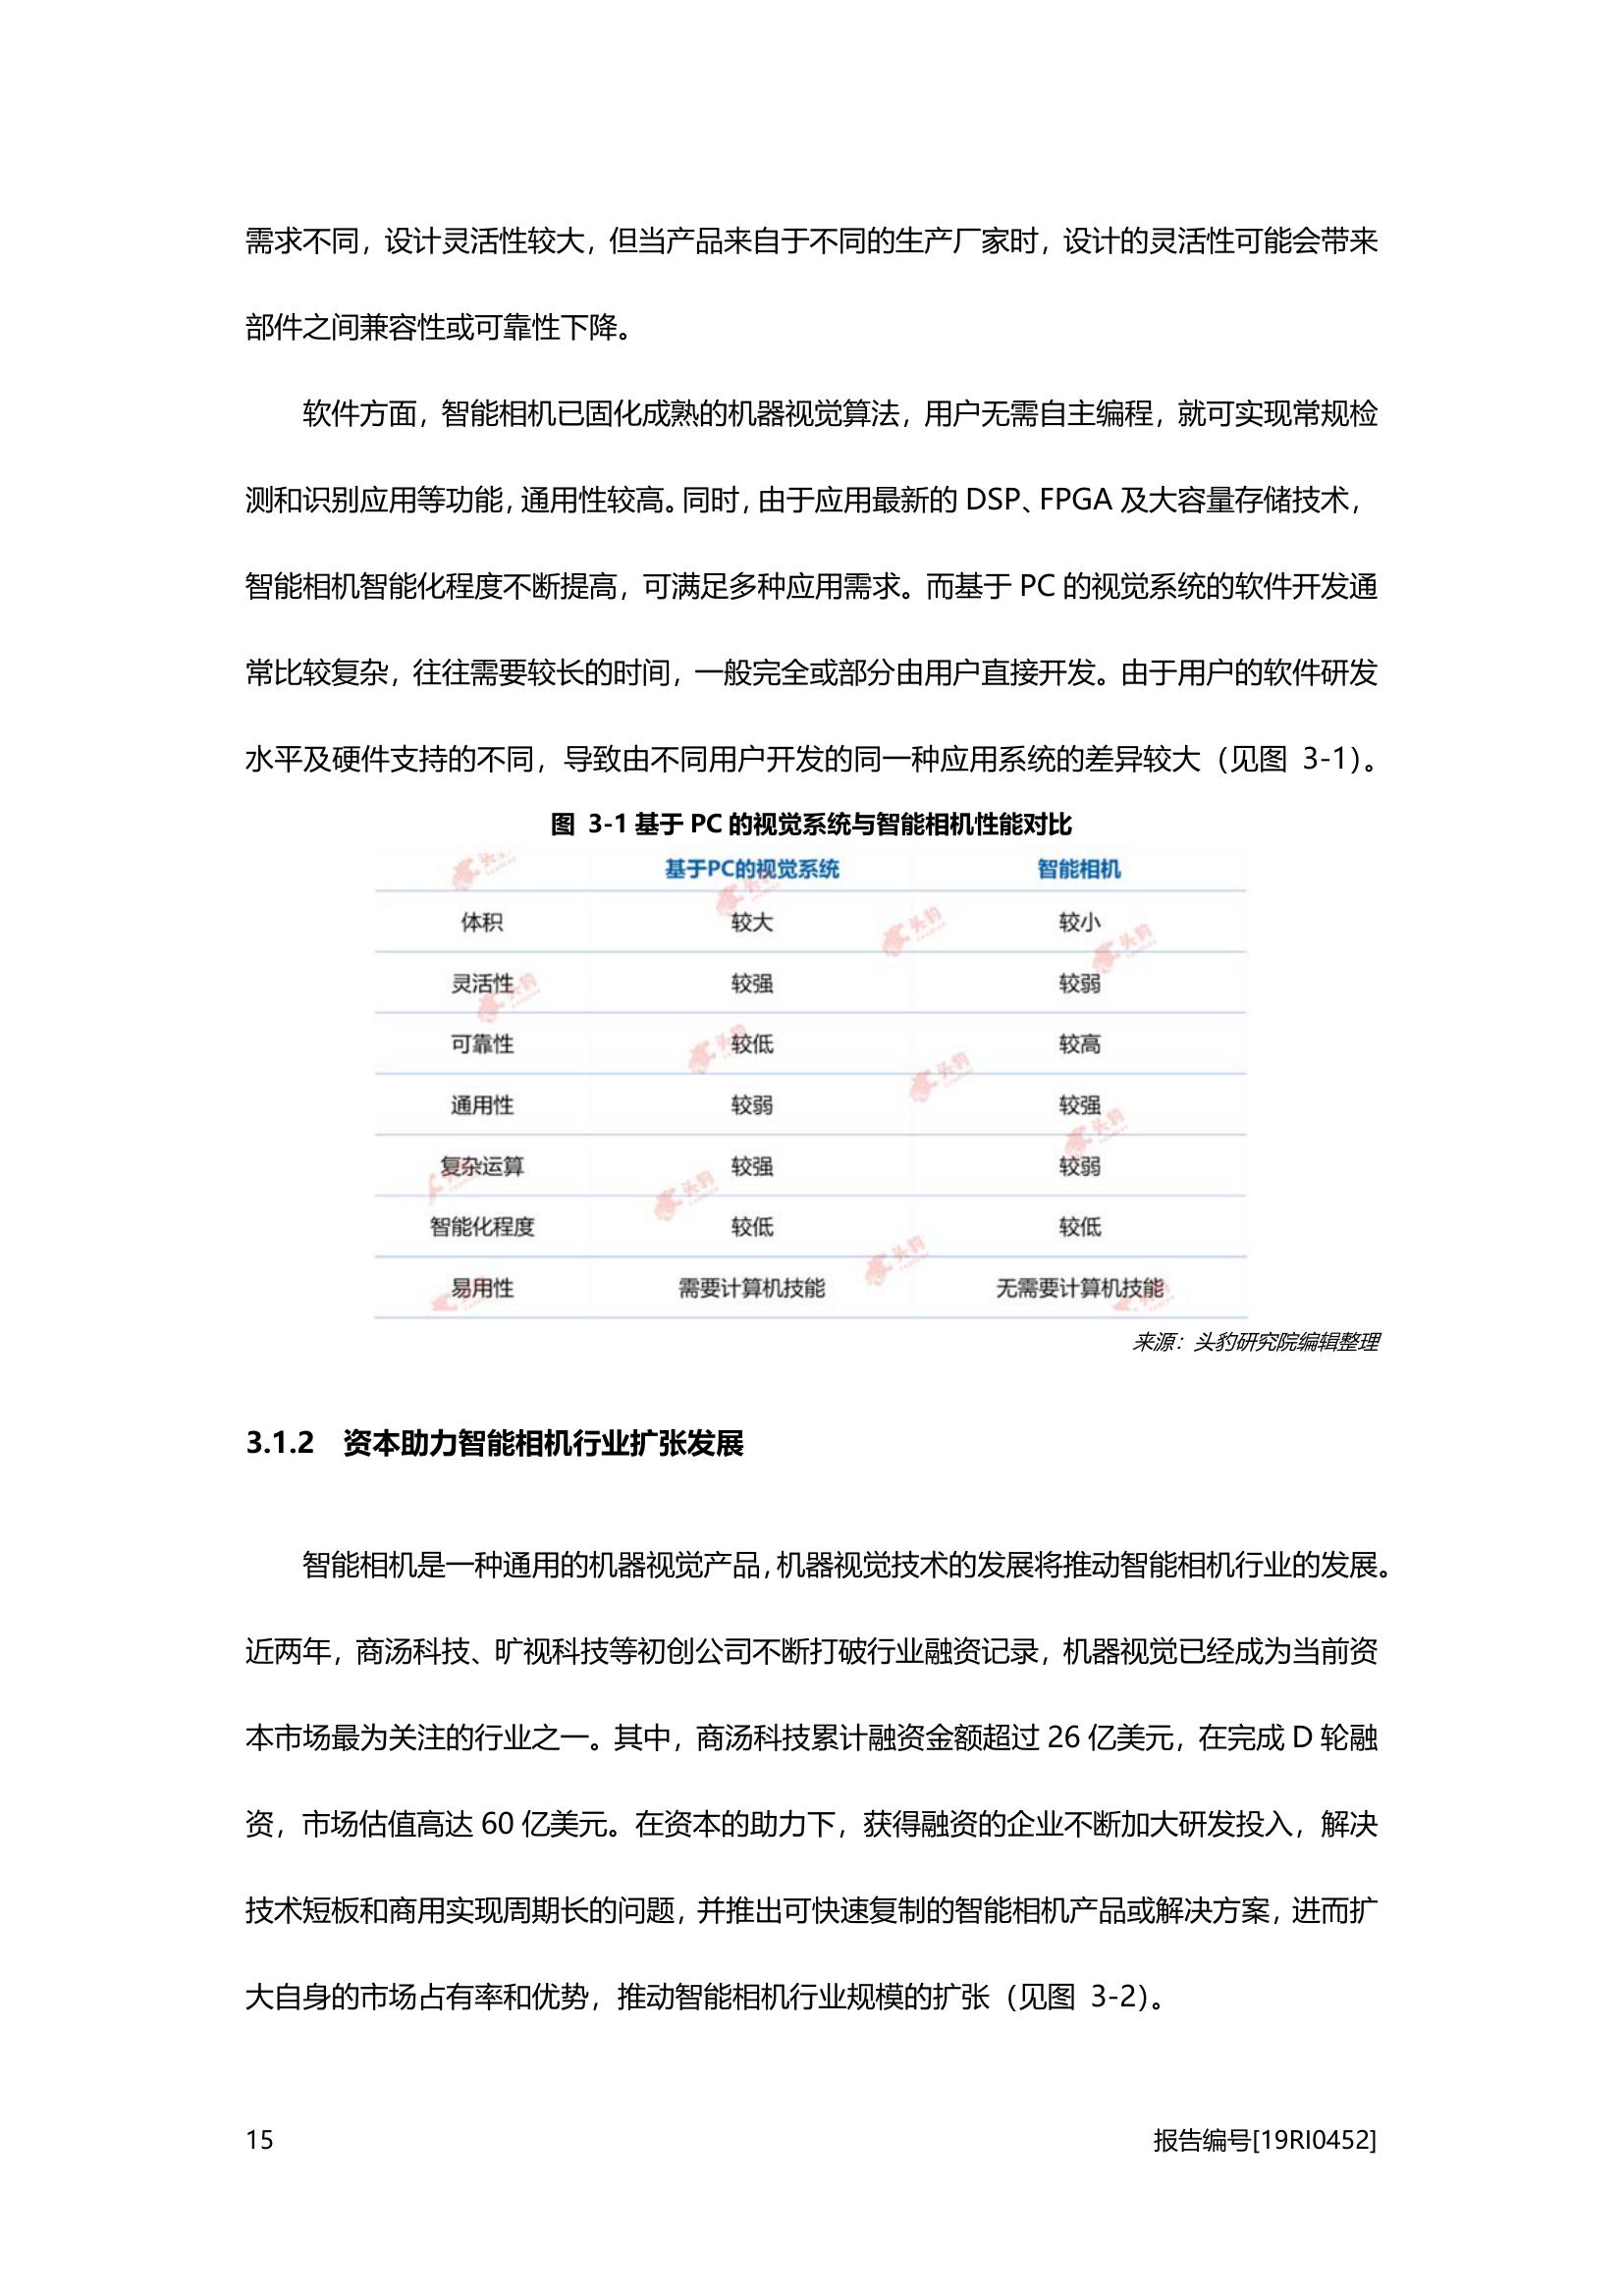 需求不同，设计灵活性较大，但当产品来自于不同的生产厂家时，设计的灵活性可能会带来
部件之间兼容性或可靠性下降。
软件方面，智能相机已固化成熟的机器视觉算法，用户无需自主编程，就可实现常规检
测和识别应用等功能，通用性较高。同时，由于应用最新的 DSP、FPGA 及大容量存储技术，
智能相机智能化程度不断提高，可满足多种应用需求。而基于 PC 的视觉系统的软件开发通
常比较复杂，往往需要较长的时间，一般完全或部分由用户直接开发。由于用户的软件研发
水平及硬件支持的不同，导致由不同用户开发的同一种应用系统的差异较大（见图 3-1）。
图 3-1 基于 PC 的视觉系统与智能相机性能对比
基于PC的视觉系统 智能相机
体积 较大 较小
灵活性 较强 较弱
可靠性 较低 较高
通用性 较弱 较强
复杂运算 较强 较弱
智能化程度 较低 较低
易用性 需要计算机技能 无需要计算机技能
来源：头豹研究院编辑整理
3.1.2 资本助力智能相机行业扩张发展
智能相机是一种通用的机器视觉产品，机器视觉技术的发展将推动智能相机行业的发展。
近两年，商汤科技、旷视科技等初创公司不断打破行业融资记录，机器视觉已经成为当前资
本市场最为关注的行业之一。其中，商汤科技累计融资金额超过 26 亿美元，在完成 D 轮融
资，市场估值高达 60 亿美元。在资本的助力下，获得融资的企业不断加大研发投入，解决
技术短板和商用实现周期长的问题，并推出可快速复制的智能相机产品或解决方案，进而扩
大自身的市场占有率和优势，推动智能相机行业规模的扩张（见图 3-2）。
15 报告编号[19RI0452]